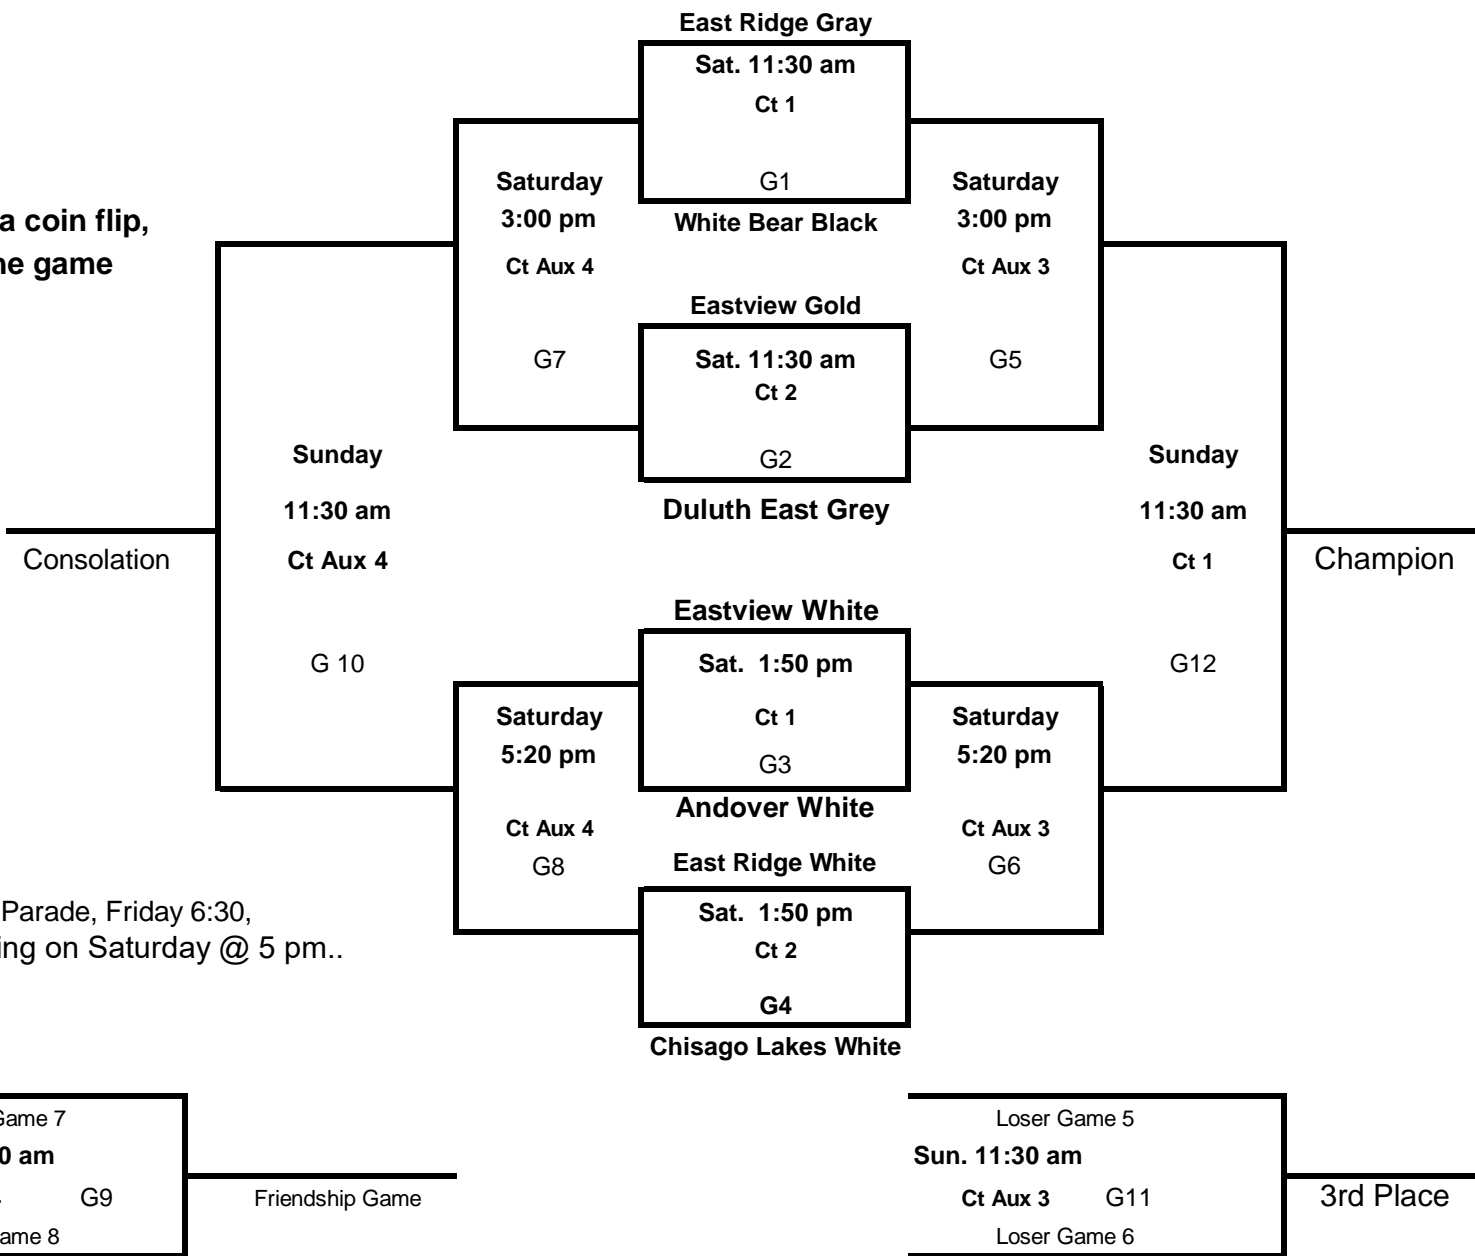 East Ridge Gray
Sat. 11:30 am
Ct 1
G1
White Bear Black
Saturday
3:00 pm
Ct Aux 4
G7
Saturday
3:00 pm
Ct Aux 3
G5
a coin flip,
ne game
Eastview Gold
Sat. 11:30 am
Ct 2
G2
Duluth East Grey
Sunday
11:30 am
Ct Aux 4
G 10
Consolation
Sunday
11:30 am
Ct 1
G12
Champion
Eastview White
Sat. 1:50 pm
Ct 1
G3
Andover White
Saturday
5:20 pm
Ct Aux 4
G8
Saturday
5:20 pm
Ct Aux 3
G6
East Ridge White
Sat. 1:50 pm
Ct 2
G4
Chisago Lakes White
Parade, Friday 6:30,
ing on Saturday @ 5 pm..
Game 7
0 am
G9
ame 8
Friendship Game
Loser Game 5
Sun. 11:30 am
Ct Aux 3 G11
Loser Game 6
3rd Place